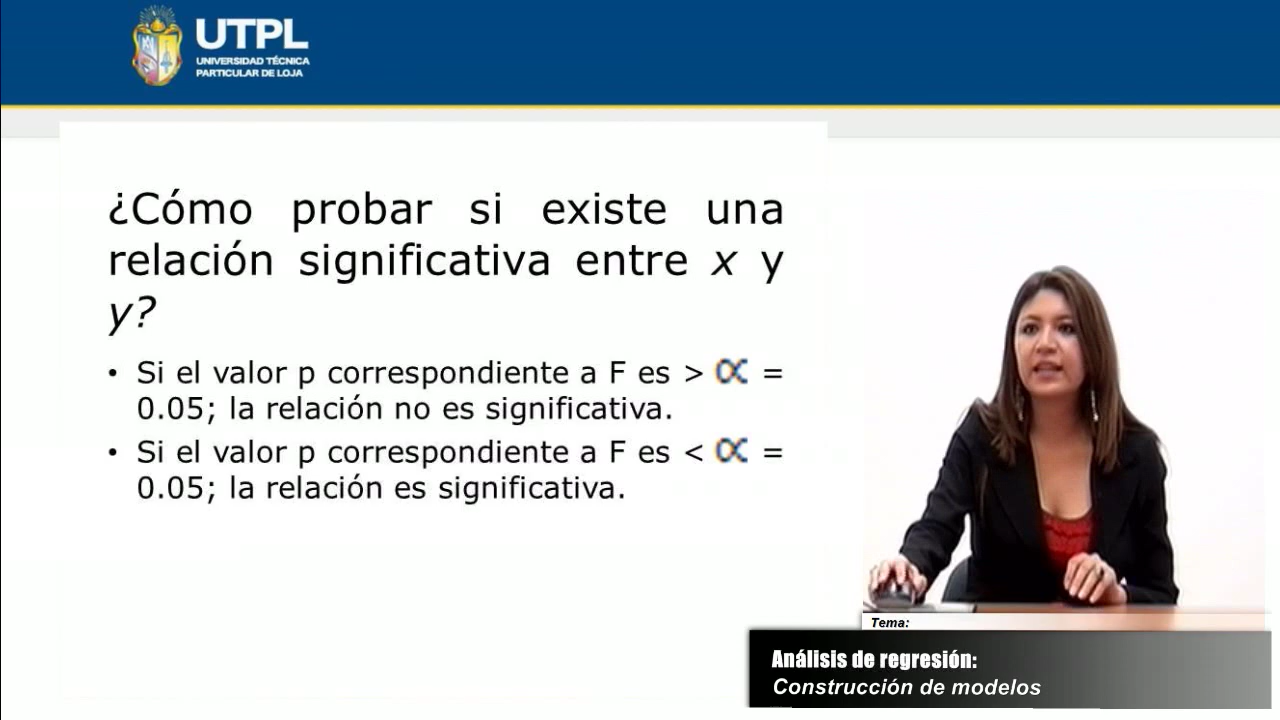 UTPL
UNIVERSIDAD TÉCNICA
PARTICULAR DE LOJA
¿Cómo probar si existe una
relación significativa entre x y
y?
• Si el valor p correspondiente a F es > ∝ =
0.05; la relación no es significativa.
• Si el valor p correspondiente a F es < ∝ =
0.05; la relación es significativa.
Tema:
Análisis de regresión:
Construcción de modelos